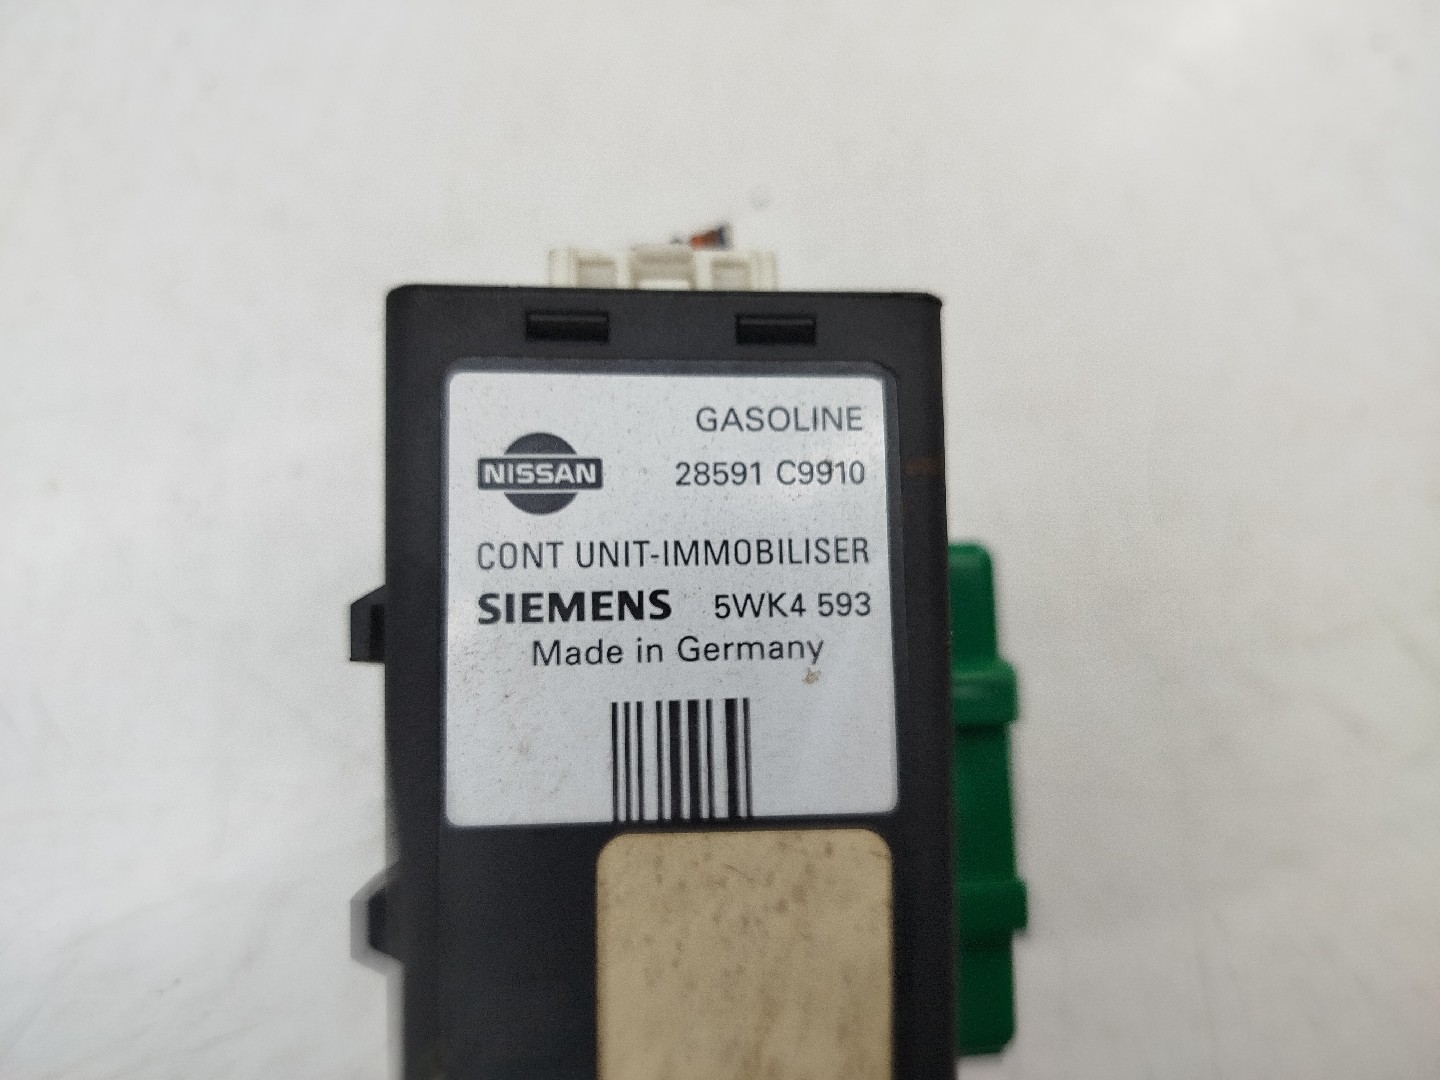 GASOLINE
NISSAN 28591 C9910
CONT UNIT-IMMOBILISER
SIEMENS 5WK4 593
Made in Germany